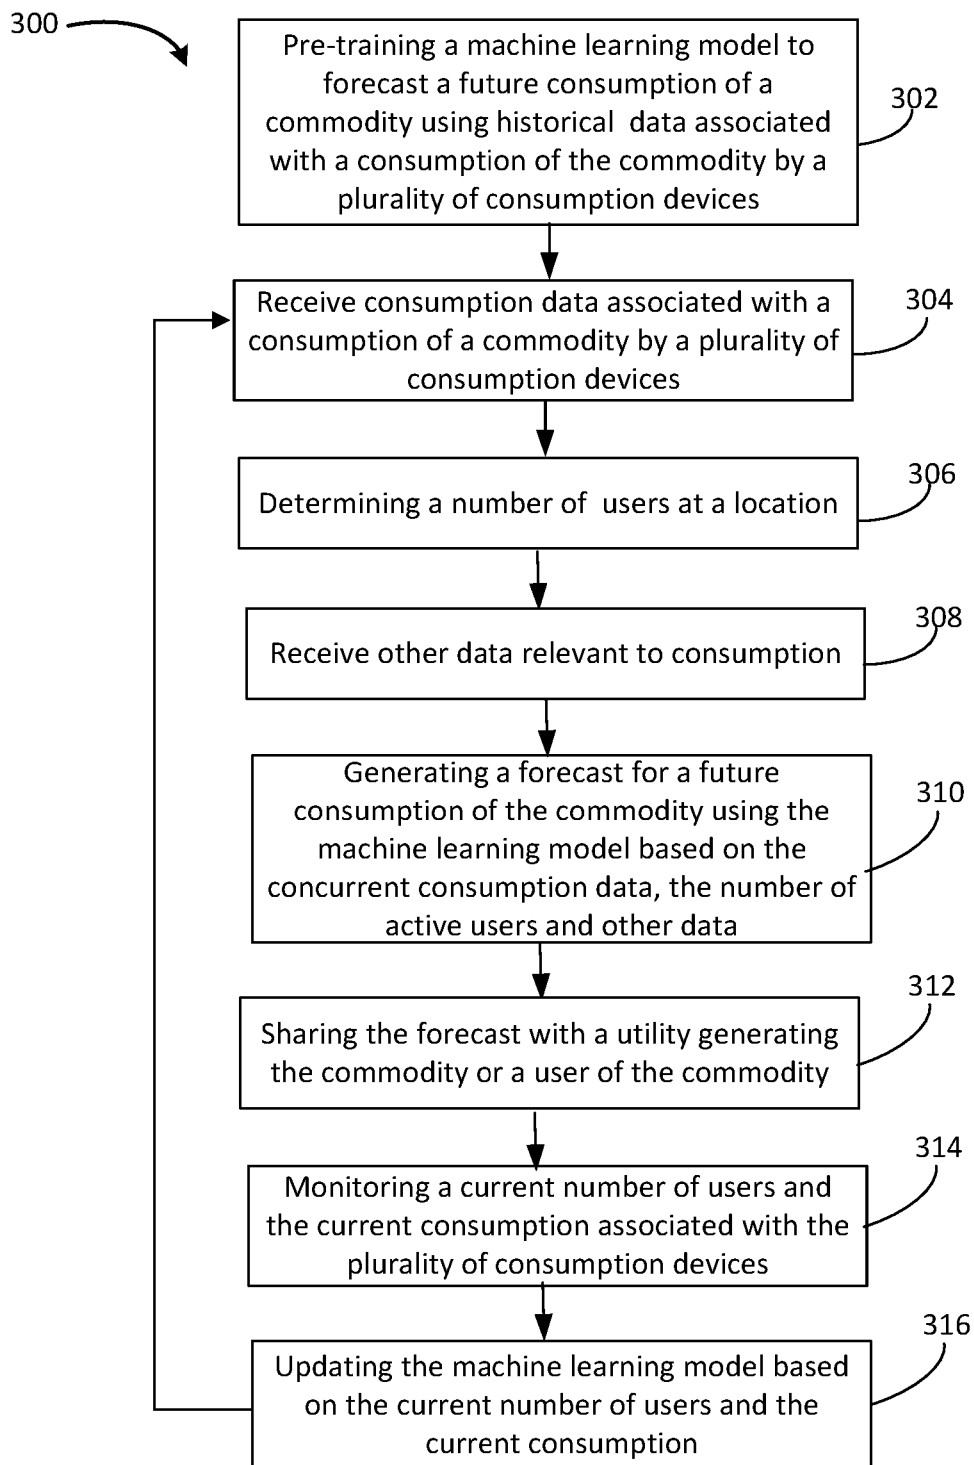 300
Pre-training a machine learning model to
forecast a future consumption of a
commodity using historical data associated
with a consumption of the commodity by a
plurality of consumption devices
302
Receive consumption data associated with a
consumption of a commodity by a plurality of
consumption devices
304
Determining a number of users at a location
306
Receive other data relevant to consumption
308
Generating a forecast for a future
consumption of the commodity using the
machine learning model based on the
concurrent consumption data, the number of
active users and other data
310
Sharing the forecast with a utility generating
the commodity or a user of the commodity
312
Monitoring a current number of users and
the current consumption associated with the
plurality of consumption devices
314
Updating the machine learning model based
on the current number of users and the
current consumption
316